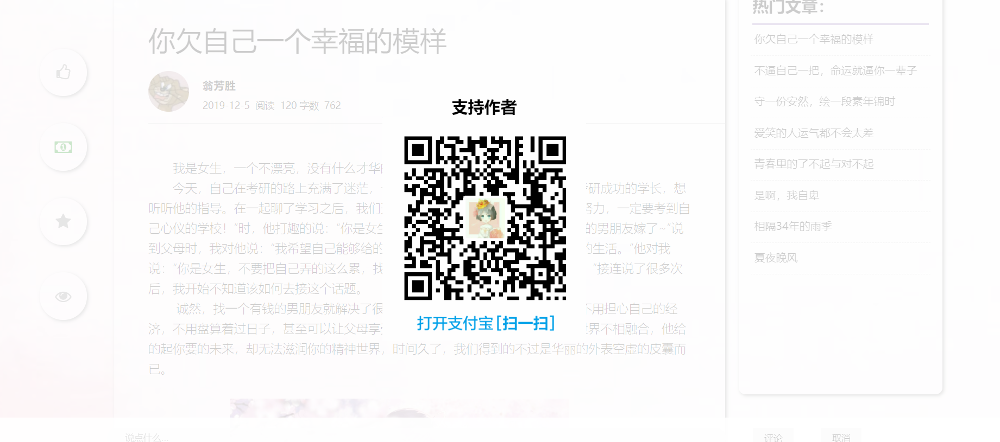 你欠自己一个幸福的模样
翁芳胜
2019-12-5 阅读 120 字数 762
我是女生，一个不漂亮，没有什么才华
今天，自己在考研的路上充满了迷茫，
研成功的学长，想
听听他的指导。在一起聊了学习之后，我们
努力，一定要考到自
己心仪的学校！”时，他打趣的说：“你是女生
的男朋友嫁了~”说
到父母时，我对他说：“我希望自己能够给的
的生活。”他对我
说：“你是女生，不要把自己弄的这么累，找
“接连说了很多次
后，我开始不知道该如何去接这个话题。
诚然，找一个有钱的男朋友就解决了很
不用担心自己的经
济，不用盘算着过日子，甚至可以让父母享
世界不相融合，他给
的起你要的未来，却无法滋润你的精神世界，时间久了，我们得到的不过是华丽的外表空虚的皮囊而
已。
支持作者
打开支付宝[扫一扫]
热门文章：
你欠自己一个幸福的模样
不逼自己一把，命运就逼你一辈子
守一份安然，绘一段素年锦时
爱笑的人运气都不会太差
青春里的了不起与对不起
是啊，我自卑
相隔34年的雨季
夏夜晚风
说点什么...
评论
取消